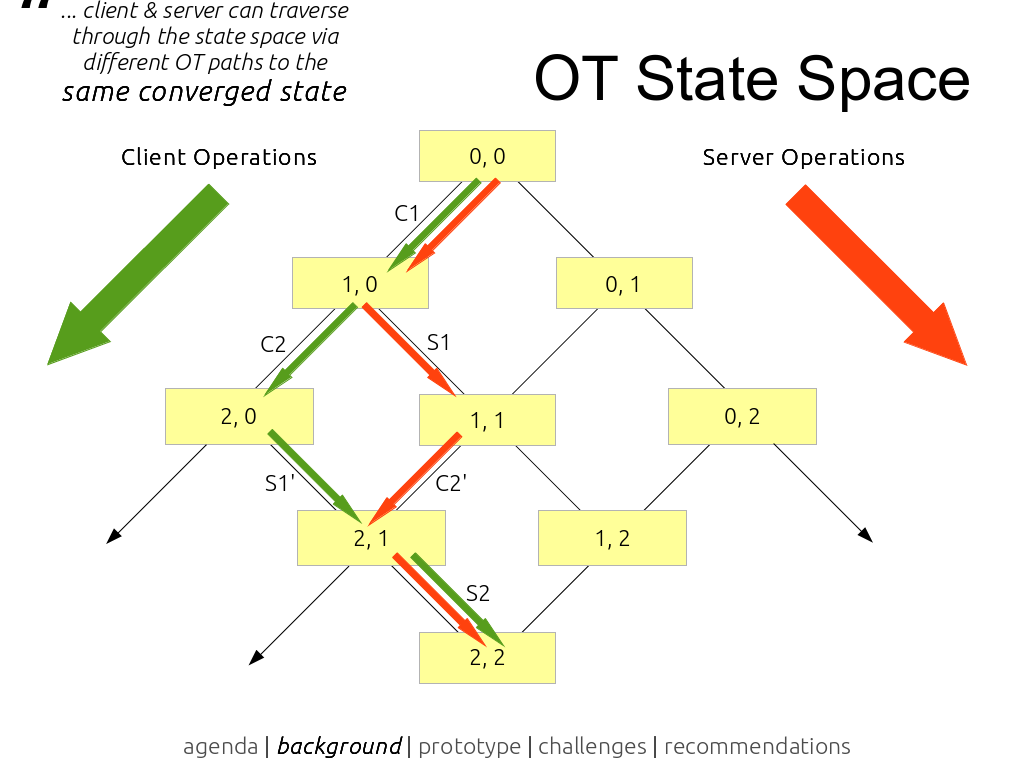 “ ... client & server can traverse
through the state space via
different OT paths to the
same converged state
OT State Space
Client Operations
Server Operations
0, 0
C1
1, 0
0, 1
C2
S1
2, 0
1, 1
0, 2
S1'
C2'
2, 1
1, 2
S2
2, 2
agenda | background | prototype | challenges | recommendations